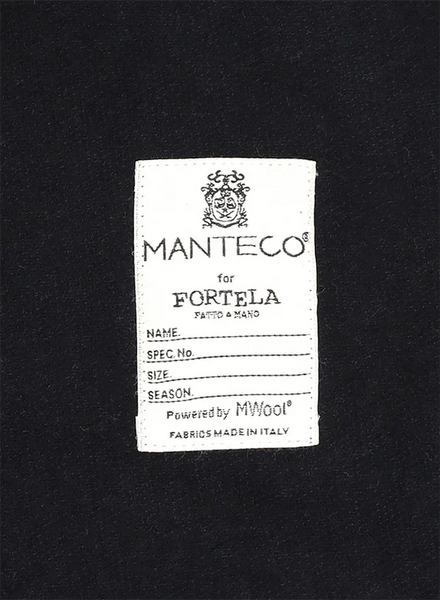 MANTECO®
for
FORTELA
FATTO A MANO
NAME.
SPEC.No.
SIZE.
SEASON.
Powered by MWool®
FABRICS MADE IN ITALY